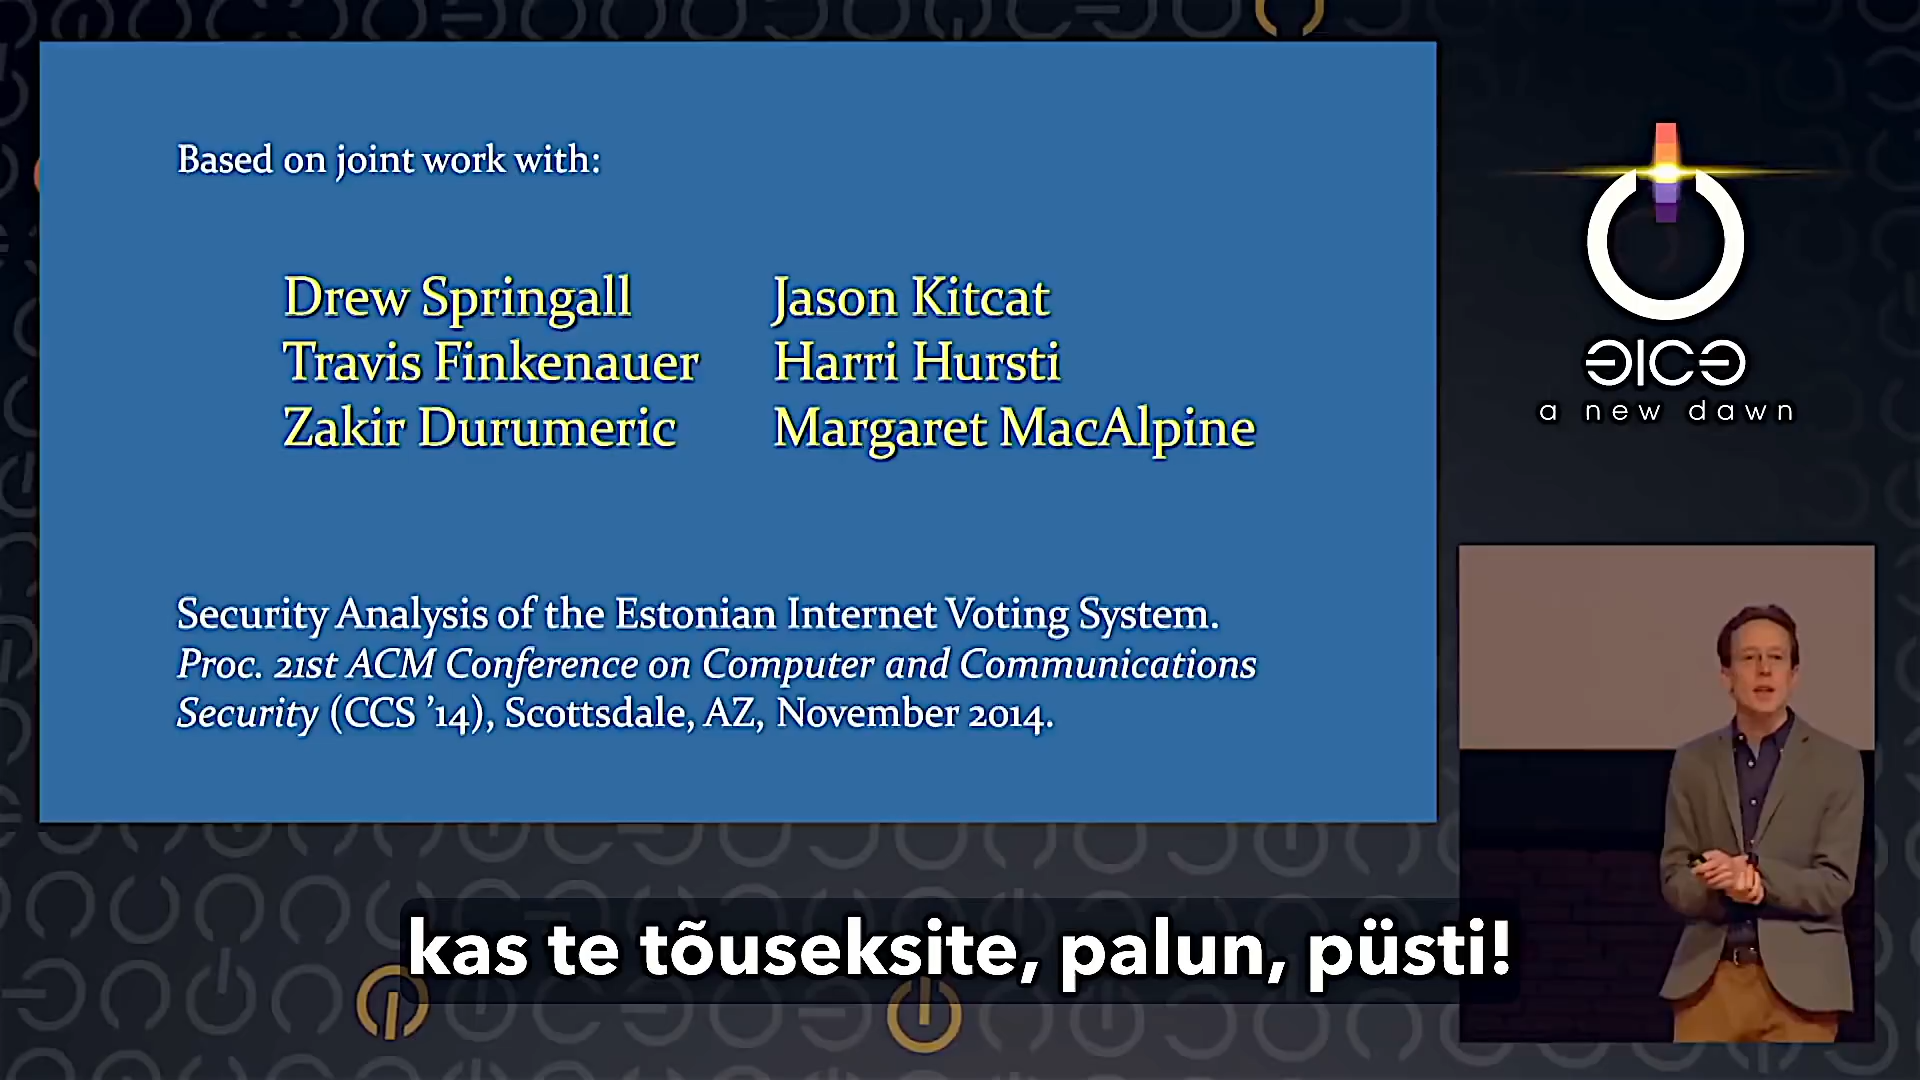 Based on joint work with:
Drew Springall
Travis Finkenauer
Zakir Durumeric
Jason Kitcat
Harri Hursti
Margaret MacAlpine
Security Analysis of the Estonian Internet Voting System.
Proc. 21st ACM Conference on Computer and Communications
Security (CCS ’14), Scottsdale, AZ, November 2014.
a new dawn
kas te tõuseksite, palun, püsti!